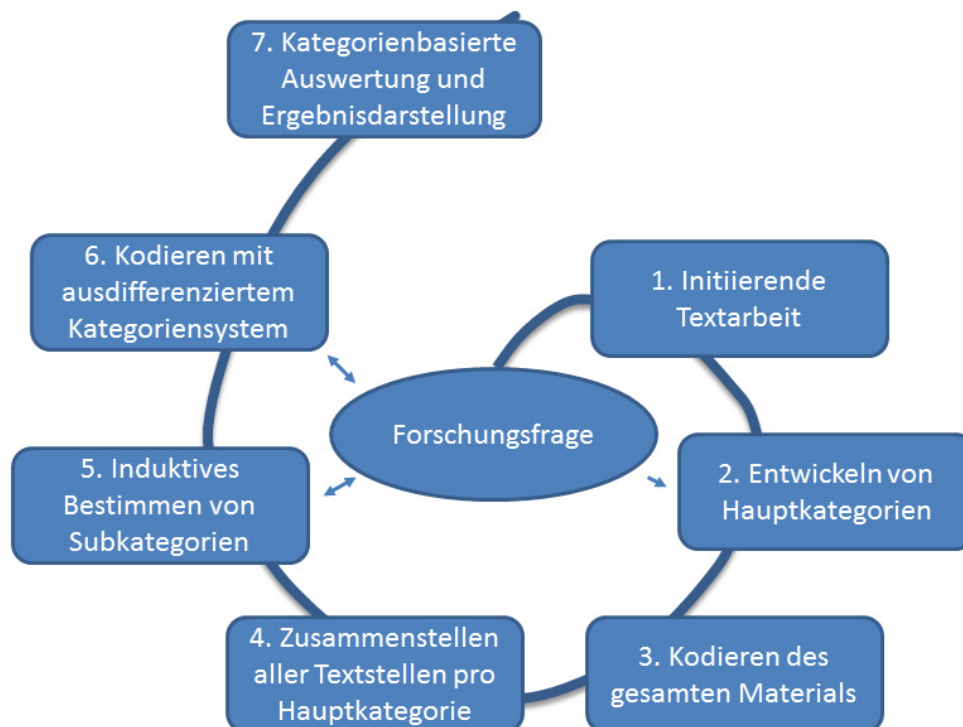 Forschungsfrage
1. Initiierende
Textarbeit
2. Entwickeln von
Hauptkategorien
3. Kodieren des
gesamten Materials
4. Zusammenstellen
aller Textstellen pro
Hauptkategorie
5. Induktives
Bestimmen von
Subkategorien
6. Kodieren mit
ausdifferenziertem
Kategoriensystem
7. Kategorienbasierte
Auswertung und
Ergebnisdarstellung